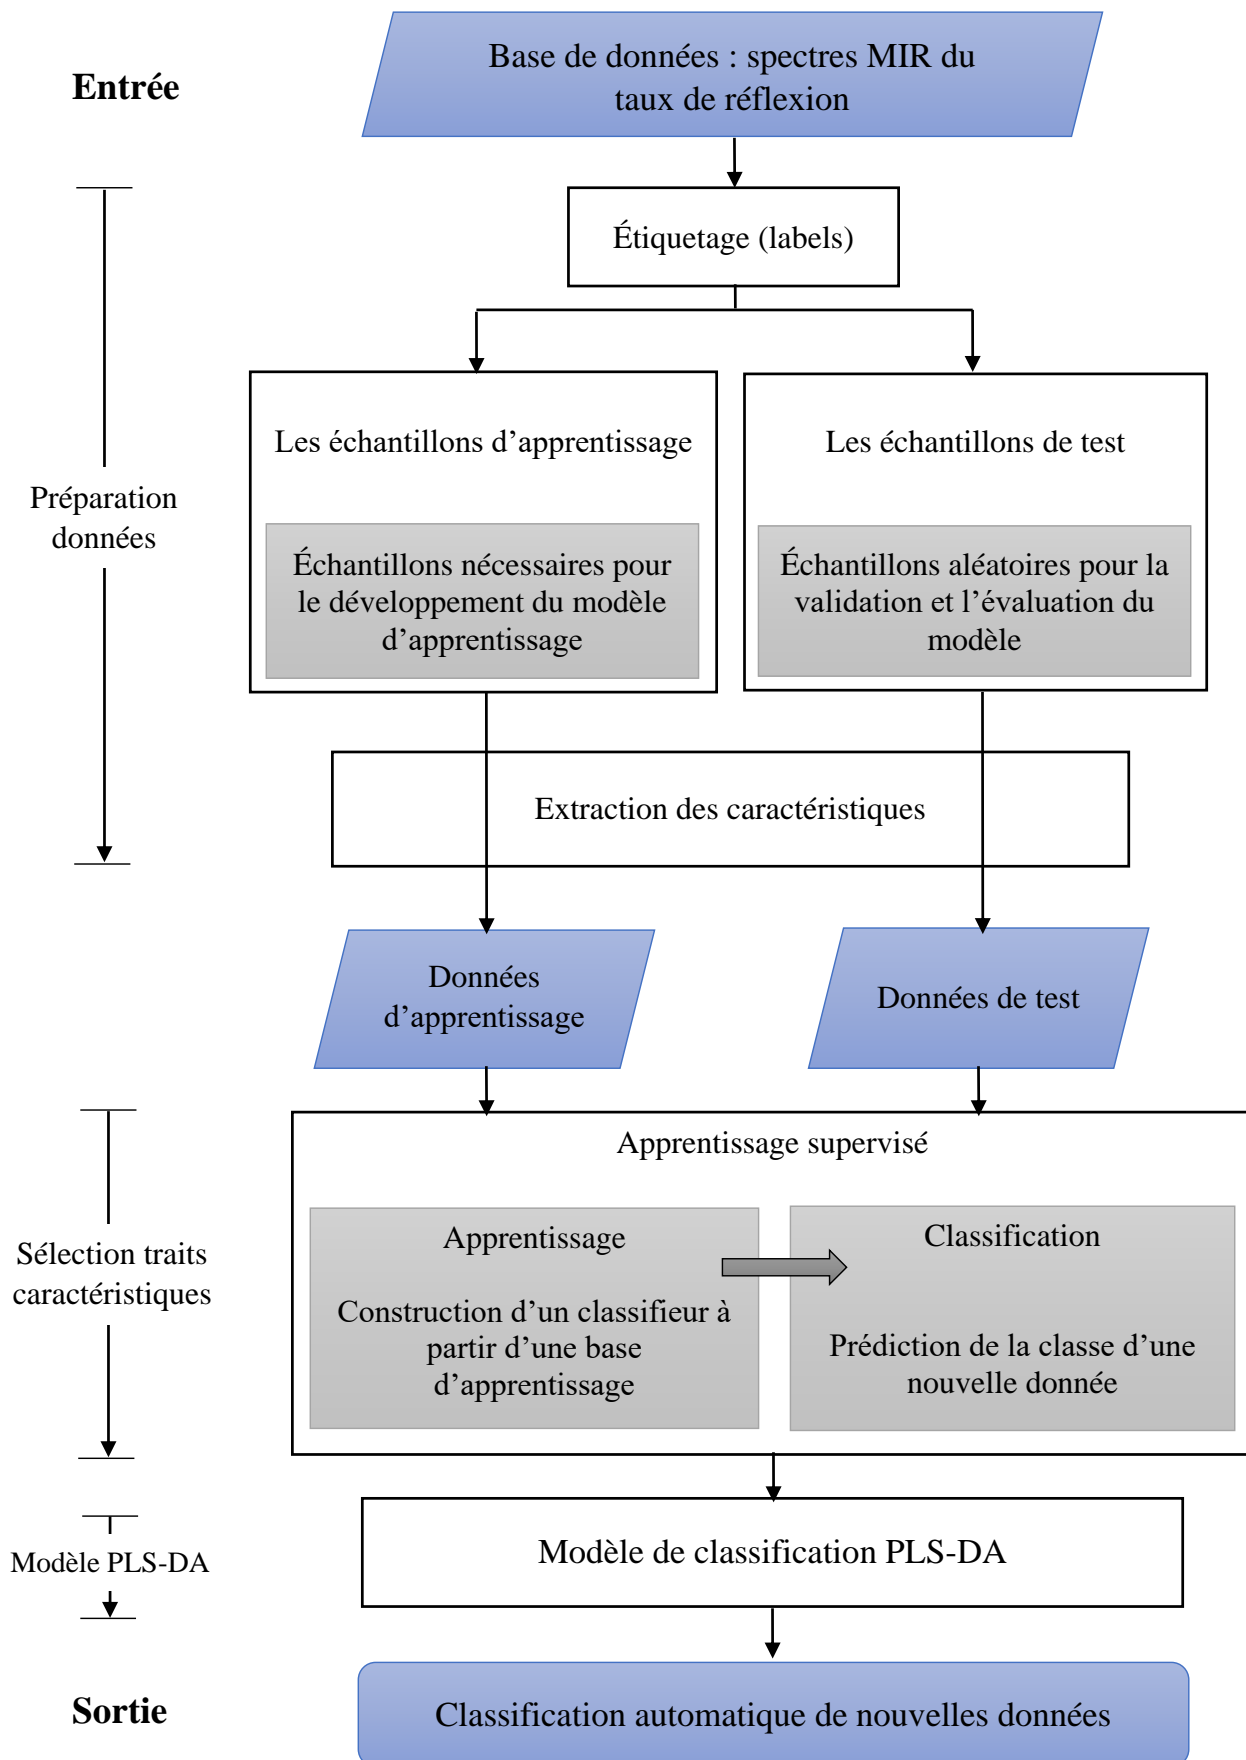 Entrée
Base de données : spectres MIR du
taux de réflexion
Étiquetage (labels)
Préparation
données
Les échantillons d’apprentissage
Échantillons nécessaires pour
le développement du modèle
d’apprentissage
Les échantillons de test
Échantillons aléatoires pour la
validation et l’évaluation du
modèle
Extraction des caractéristiques
Données
d’apprentissage
Données de test
Sélection traits
caractéristiques
Apprentissage supervisé
Apprentissage
Construction d’un classifieur à
partir d’une base
d’apprentissage
Classification
Prédiction de la classe d’une
nouvelle donnée
Modèle PLS-DA
Modèle de classification PLS-DA
Sortie
Classification automatique de nouvelles données